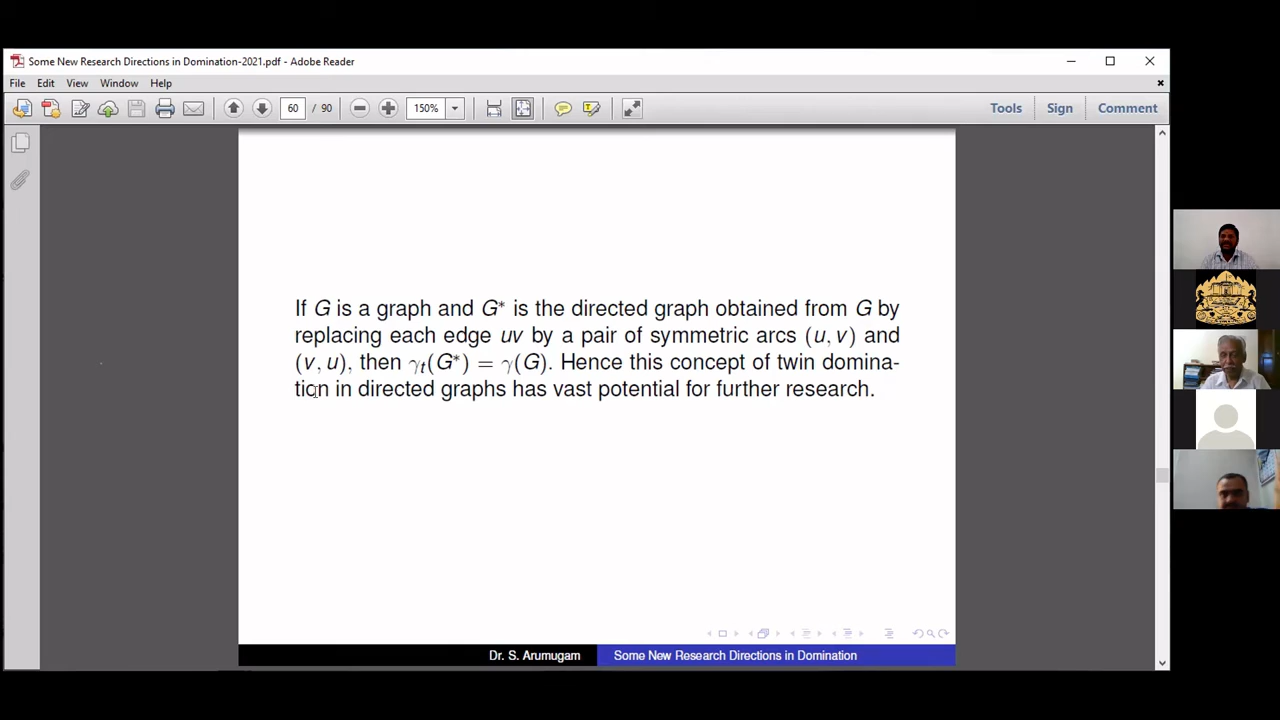 Some New Research Directions in Domination-2021.pdf - Adobe Reader
File Edit View Window Help
60 / 90 150% Tools Sign Comment
If G is a graph and G* is the directed graph obtained from G by
replacing each edge uv by a pair of symmetric arcs (u, v) and
(v, u), then γt(G*) = γ(G). Hence this concept of twin domina-
tion in directed graphs has vast potential for further research.
Dr. S. Arumugam Some New Research Directions in Domination